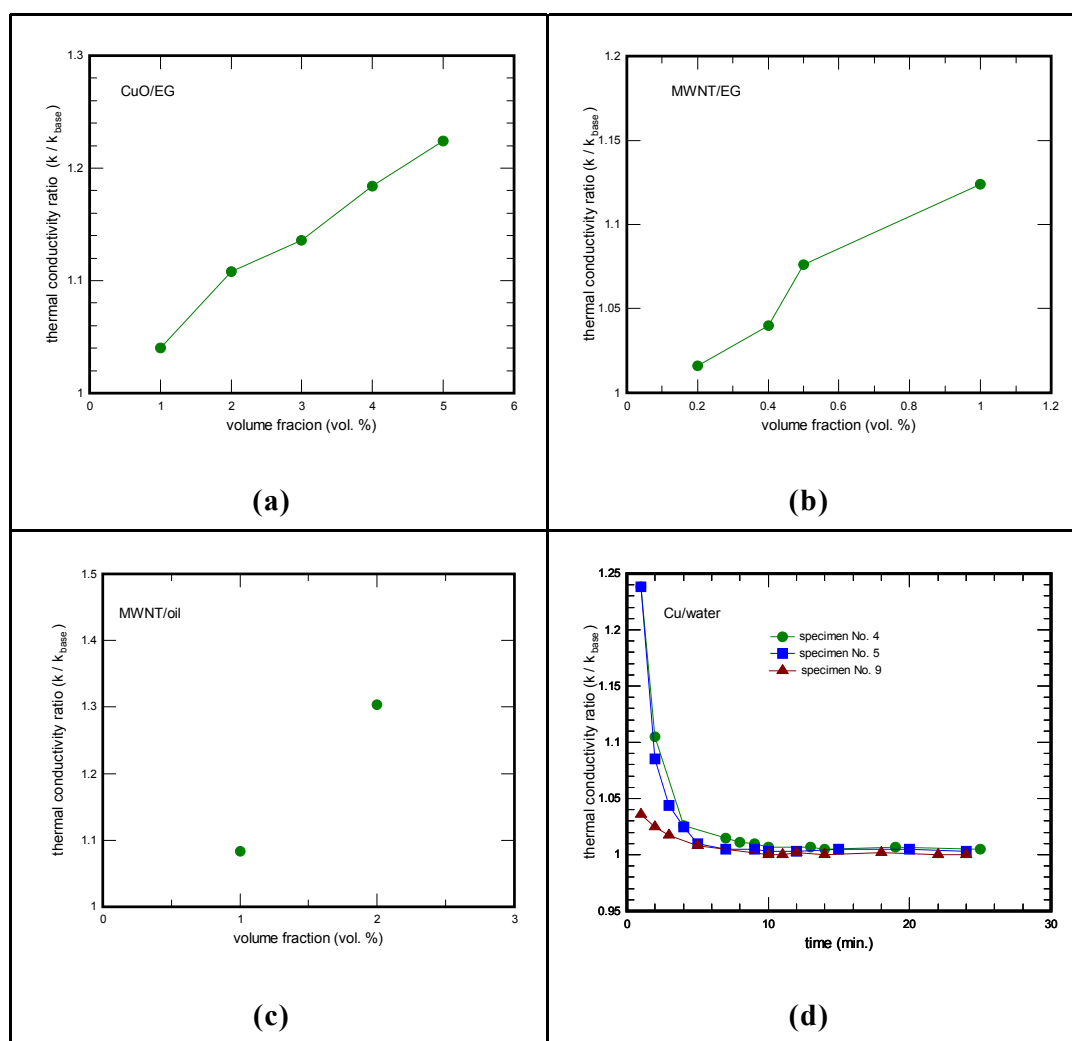 1.3
CuO/EG
1.2
1.1
1
thermal conductivity ratio (k / k base)
0 1 2 3 4 5 6
volume fracion (vol. %)
(a)
1.2
MWNT/EG
1.15
1.1
1.05
1
thermal conductivity ratio (k / k base)
0 0.2 0.4 0.6 0.8 1 1.2
volume fraction (vol. %)
(b)
1.5
MWNT/oil
1.4
1.3
1.2
1.1
1
thermal conductivity ratio (k / k base)
0 1 2 3
volume fraction (vol. %)
(c)
1.25
Cu/water
1.2
specimen No. 4
specimen No. 5
specimen No. 9
1.15
1.1
1.05
1
0.95
thermal conductivity ratio (k / k base)
0 10 20 30
time (min.)
(d)